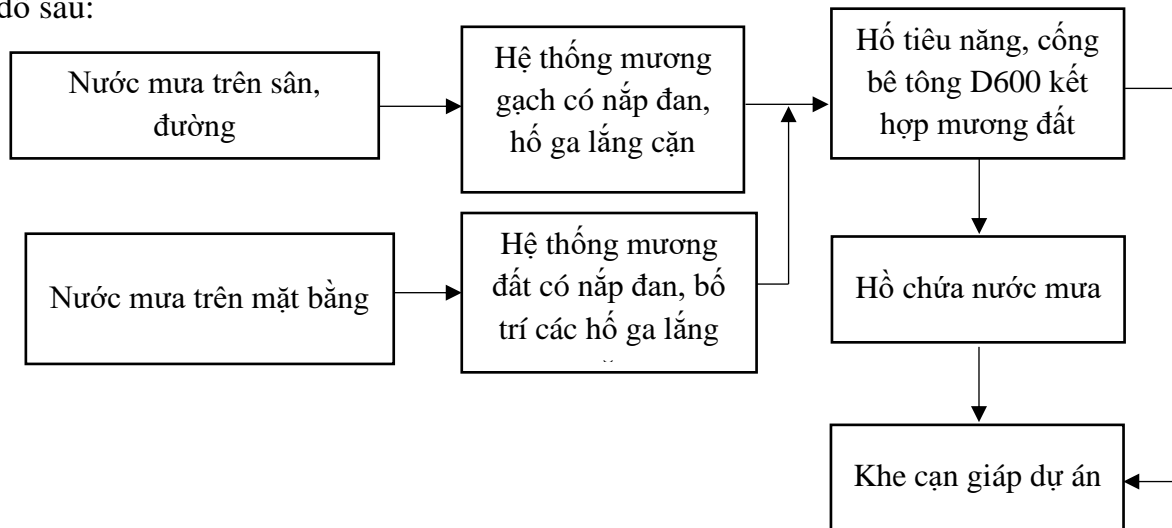 đồ sau:
Nước mưa trên sân,
đường
Hệ thống mương
gạch có nắp đan,
hố ga lắng cặn
Hố tiêu năng, cống
bê tông D600 kết
hợp mương đất
Nước mưa trên mặt bằng
Hệ thống mương
đất có nắp đan, bố
trí các hố ga lắng
Hồ chứa nước mưa
Khe cạn giáp dự án